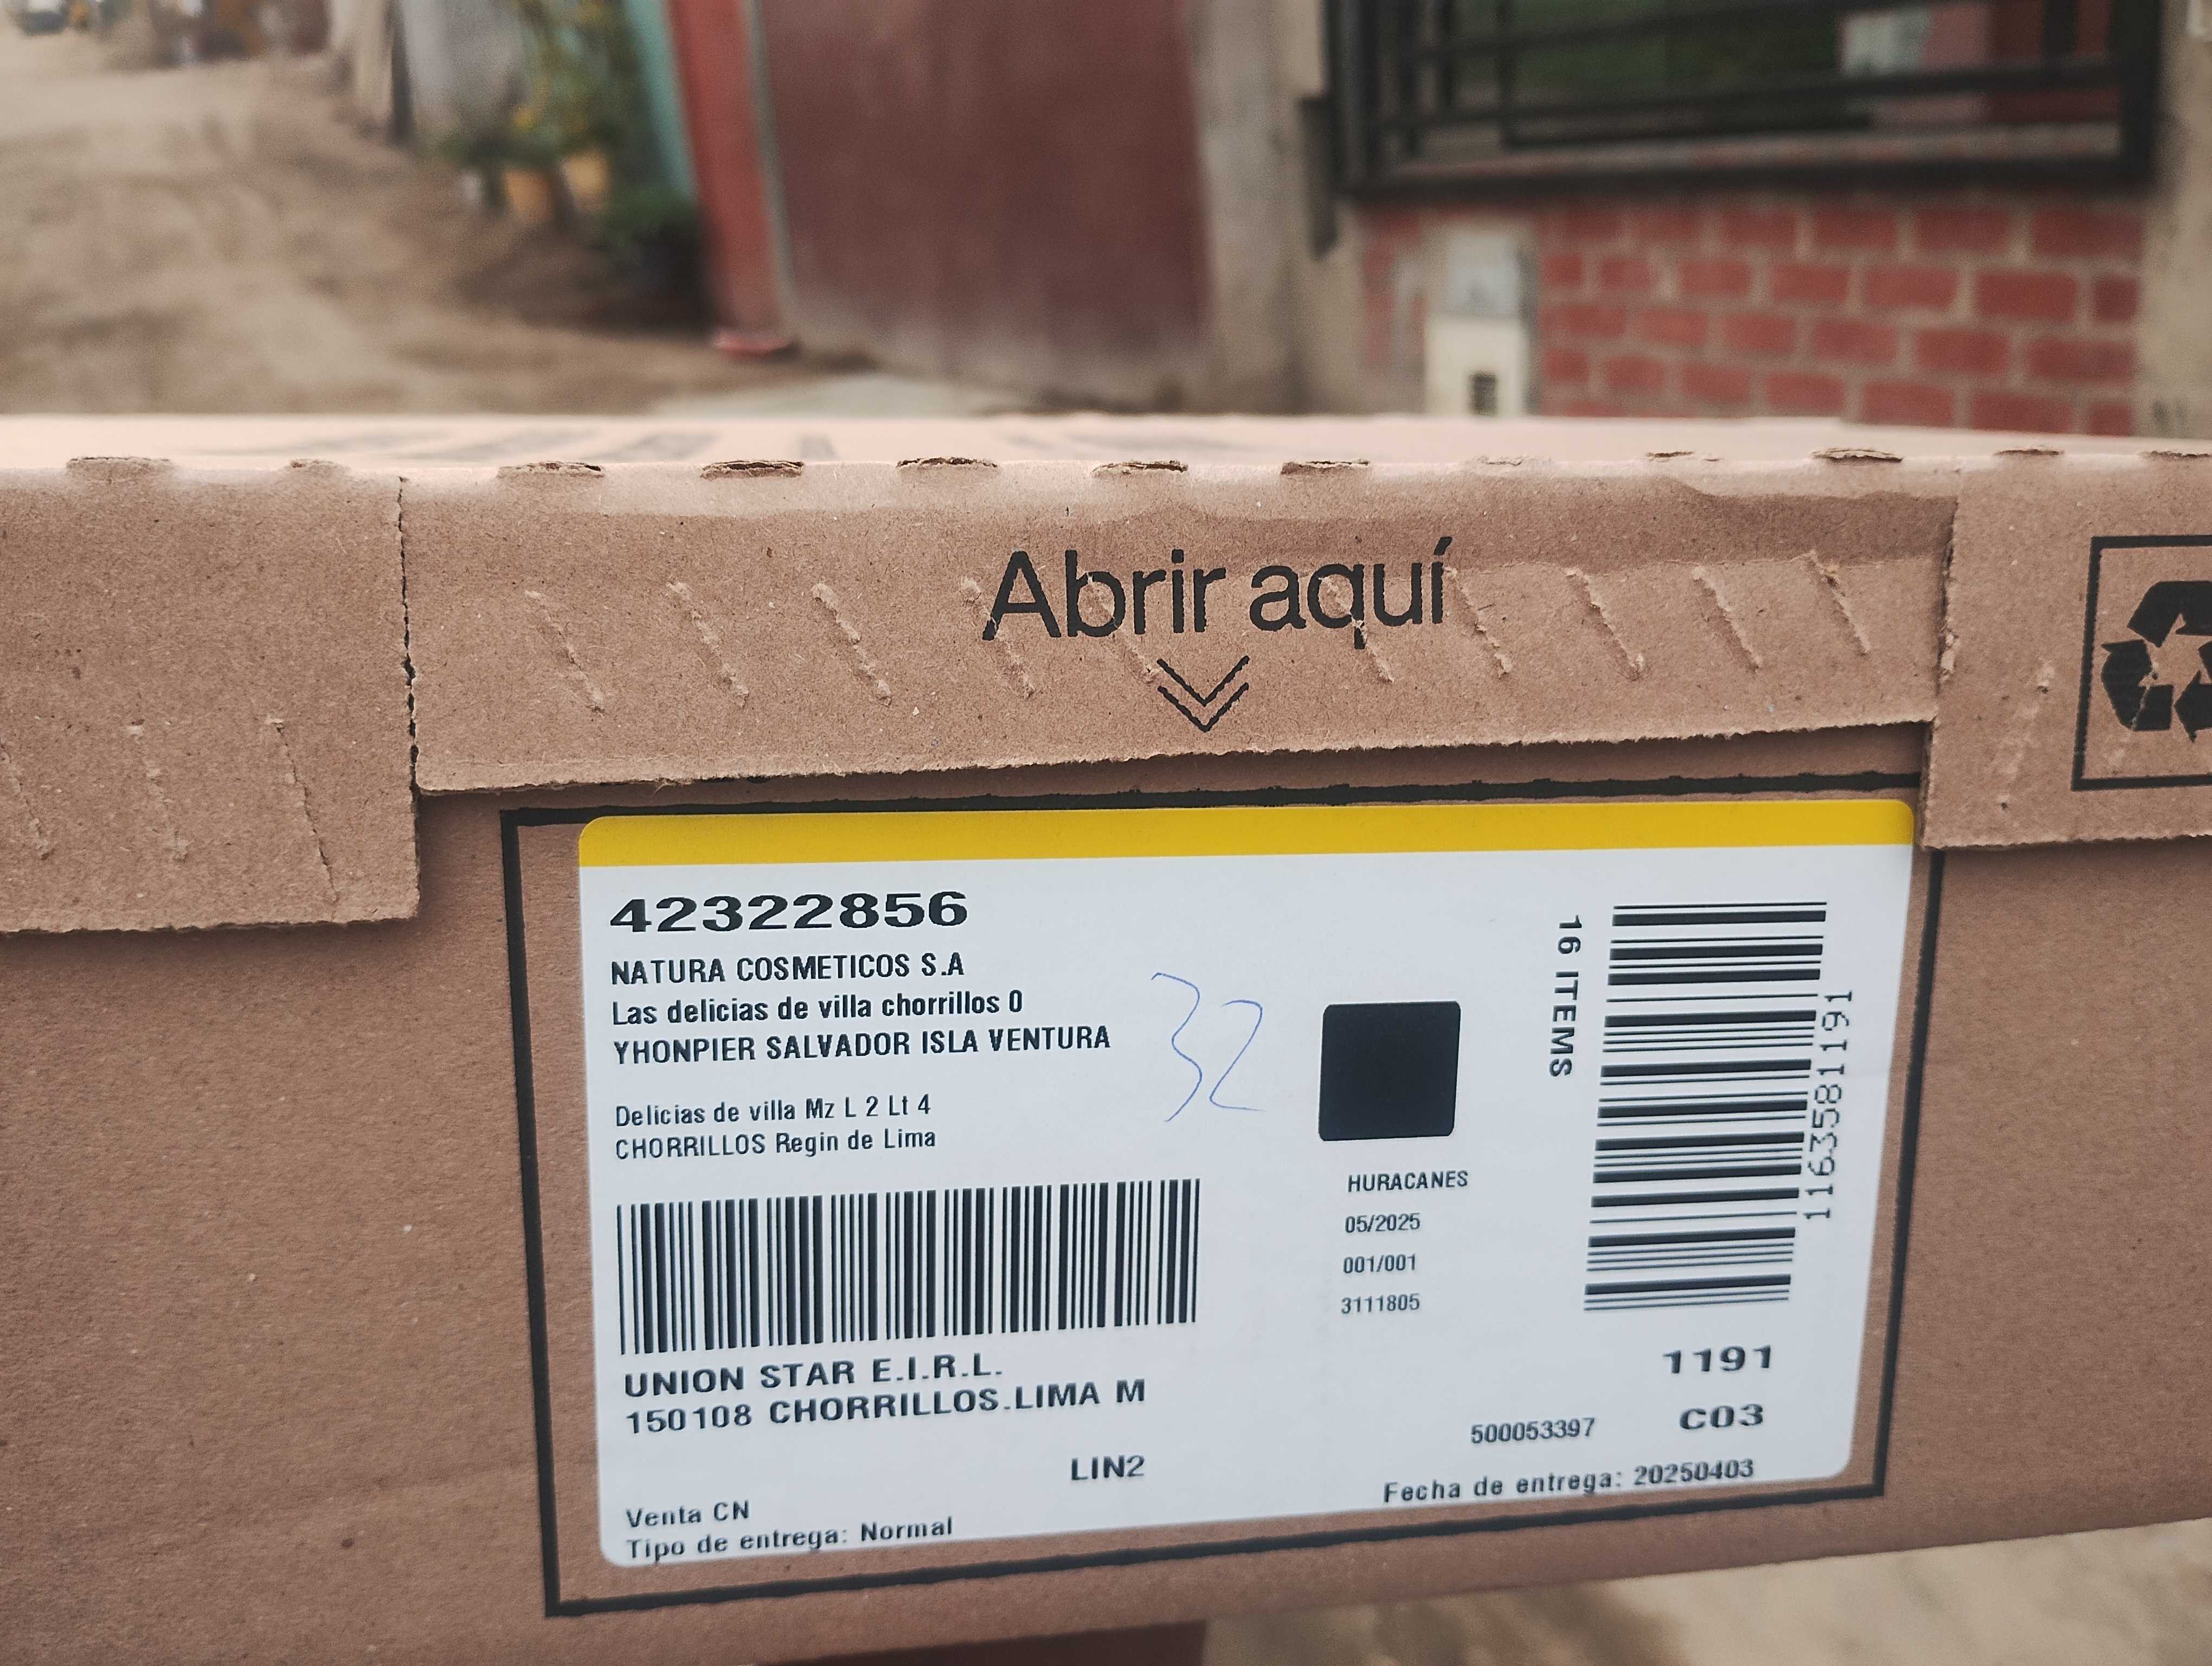 Abrir aquí
42322856
NATURA COSMETICOS S.A
Las delicias de villa chorrillos 0
YHONPIER SALVADOR ISLA VENTURA
Delicias de villa Mz L 2 Lt 4
CHORRILLOS Regin de Lima
32
16 ITEMS
1163581191
HURACANES
05/2025
001/001
3111805
UNION STAR E.I.R.L.
150108 CHORRILLOS.LIMA M
1191
C03
LIN2
500053397
Venta CN
Tipo de entrega: Normal
Fecha de entrega: 20250403